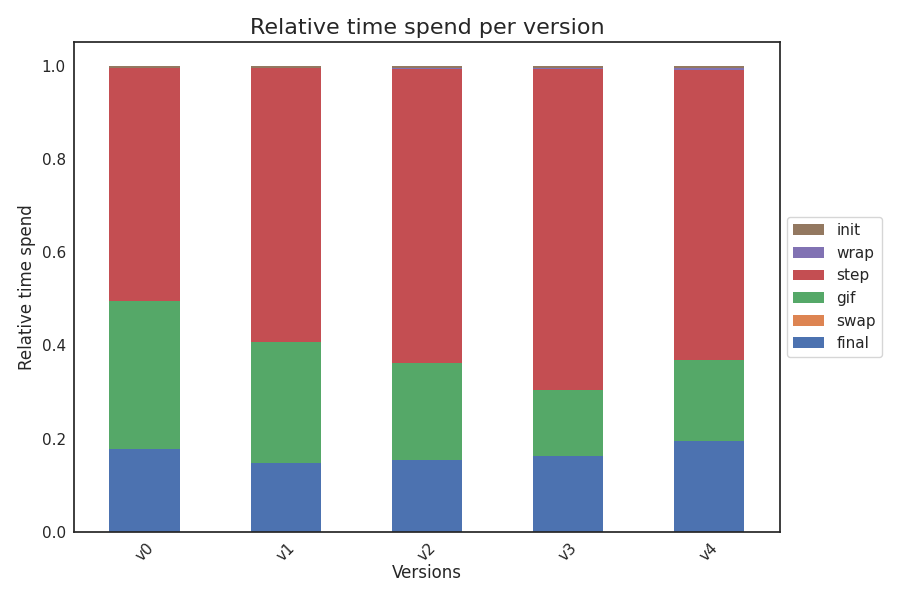 Relative time spend per version
Relative time spend
1.0
0.8
0.6
0.4
0.2
0.0
v0
v1
v2
v3
v4
Versions
init
wrap
step
gif
swap
final